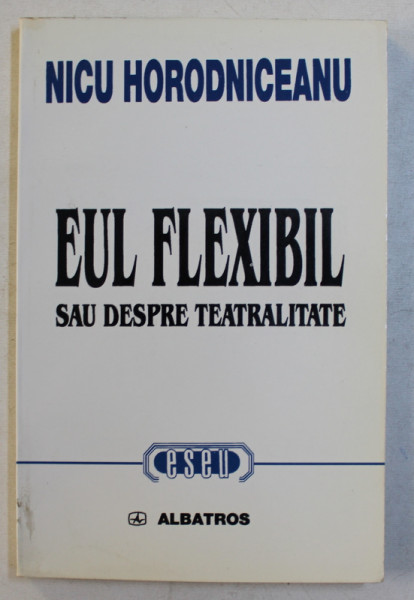 NICU HORODNICEANU
EUL FLEXIBIL
SAU DESPRE TEATRALITATE
eseu
ALBATROS